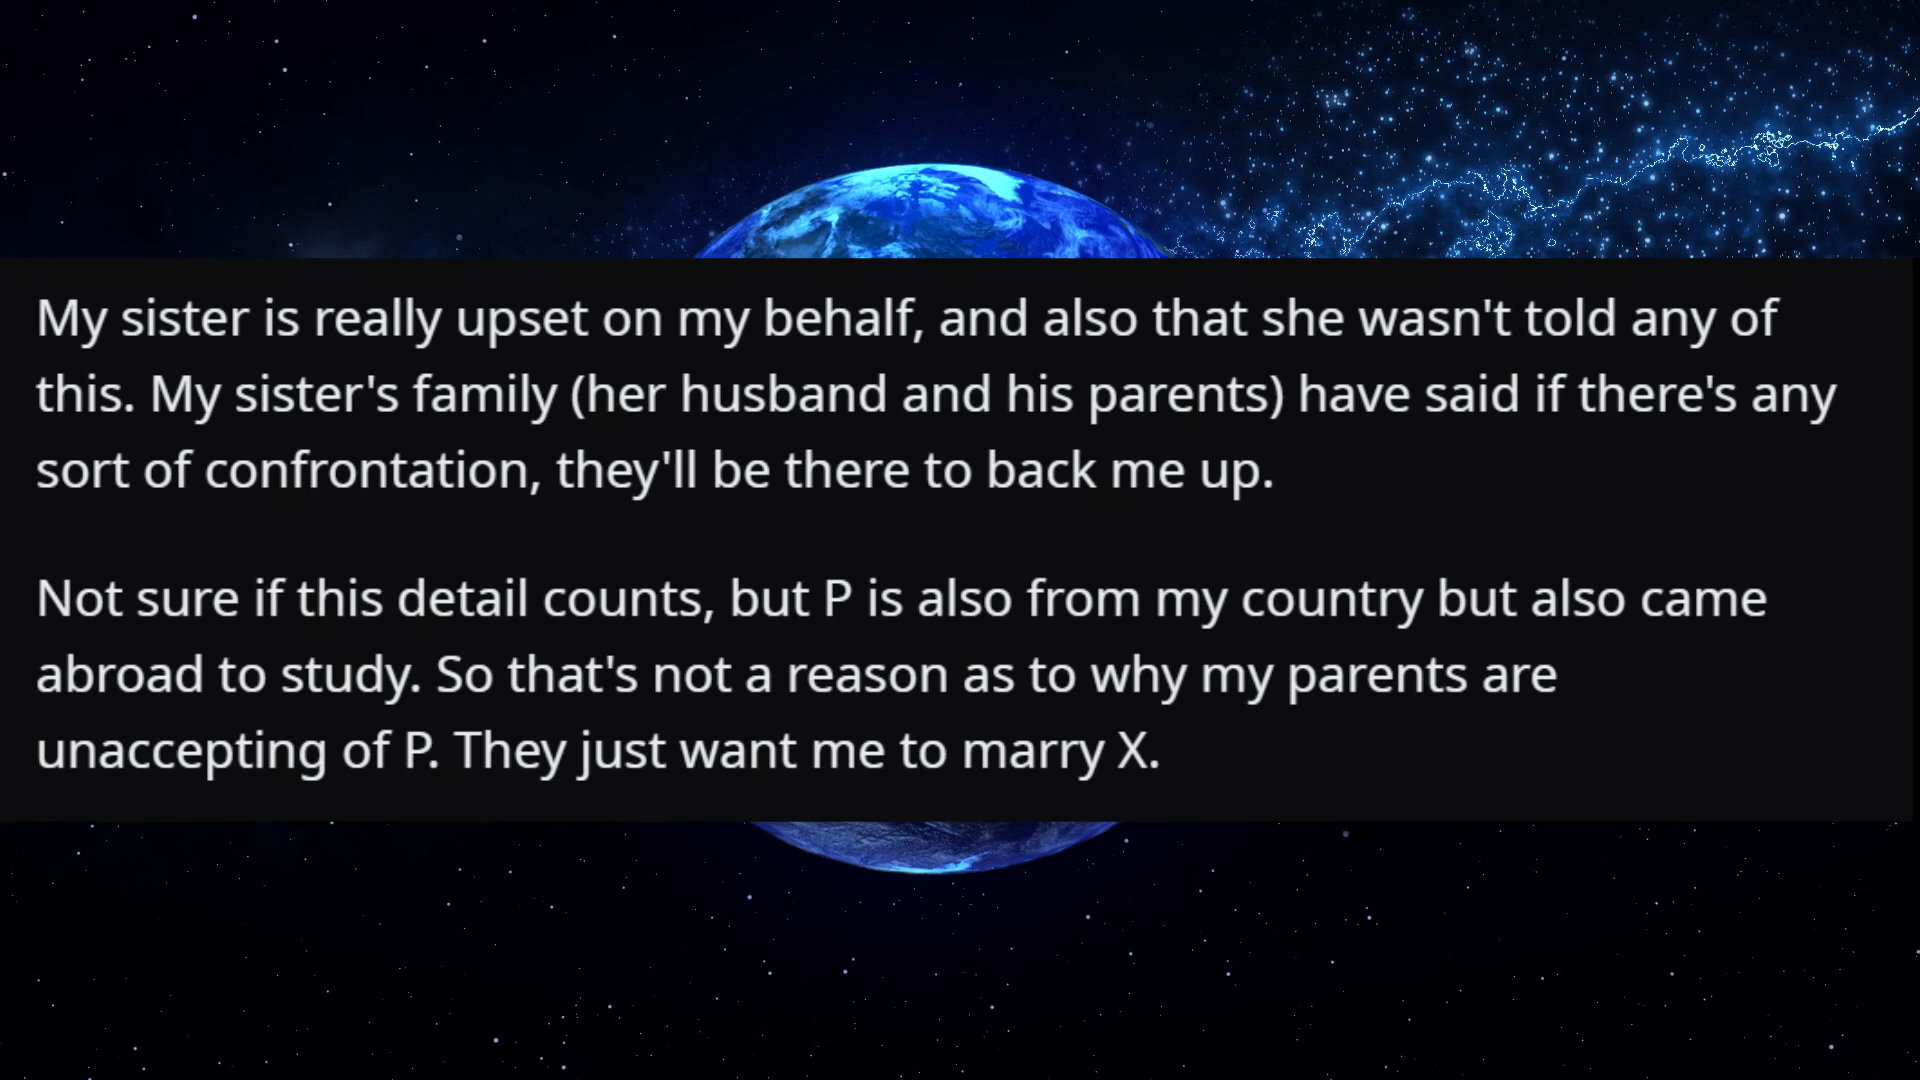 My sister is really upset on my behalf, and also that she wasn't told any of
this. My sister's family (her husband and his parents) have said if there's any
sort of confrontation, they'll be there to back me up.
Not sure if this detail counts, but P is also from my country but also came
abroad to study. So that's not a reason as to why my parents are
unaccepting of P. They just want me to marry X.